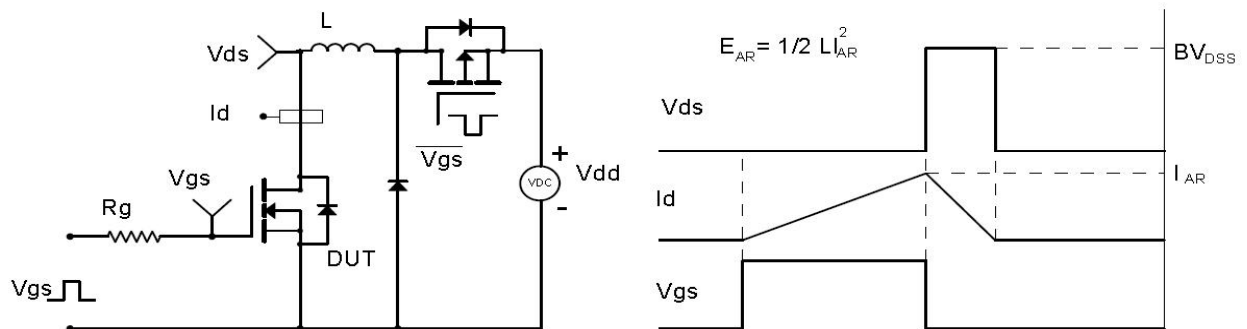 L
Vds
Id
Vgs
Rg
DUT
Vgs
Vgs
VDC
+
Vdd
-
E_AR = 1/2 LI_AR^2
BV_DSS
Vds
I_AR
Id
Vgs